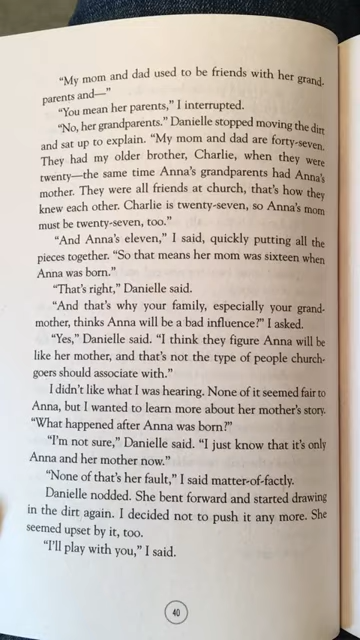 "My mom and dad used to be friends with her grand-
parents and—"
"You mean her parents," I interrupted.
"No, her grandparents." Danielle stopped moving the dirt
and sat up to explain. "My mom and dad are forty-seven.
They had my older brother, Charlie, when they were
twenty—the same time Anna's grandparents had Anna's
mother. They were all friends at church, that's how they
knew each other. Charlie is twenty-seven, so Anna's mom
must be twenty-seven, too."
"And Anna's eleven," I said, quickly putting all the
pieces together. "So that means her mom was sixteen when
Anna was born."
"That's right," Danielle said.
"And that's why your family, especially your grand-
mother, thinks Anna will be a bad influence?" I asked.
"Yes," Danielle said. "I think they figure Anna will be
like her mother, and that's not the type of people church-
goers should associate with."
I didn't like what I was hearing. None of it seemed fair to
Anna, but I wanted to learn more about her mother's story.
"What happened after Anna was born?"
"I'm not sure," Danielle said. "I just know that it's only
Anna and her mother now."
"None of that's her fault," I said matter-of-factly.
Danielle nodded. She bent forward and started drawing
in the dirt again. I decided not to push it any more. She
seemed upset by it, too.
"I'll play with you," I said.
40